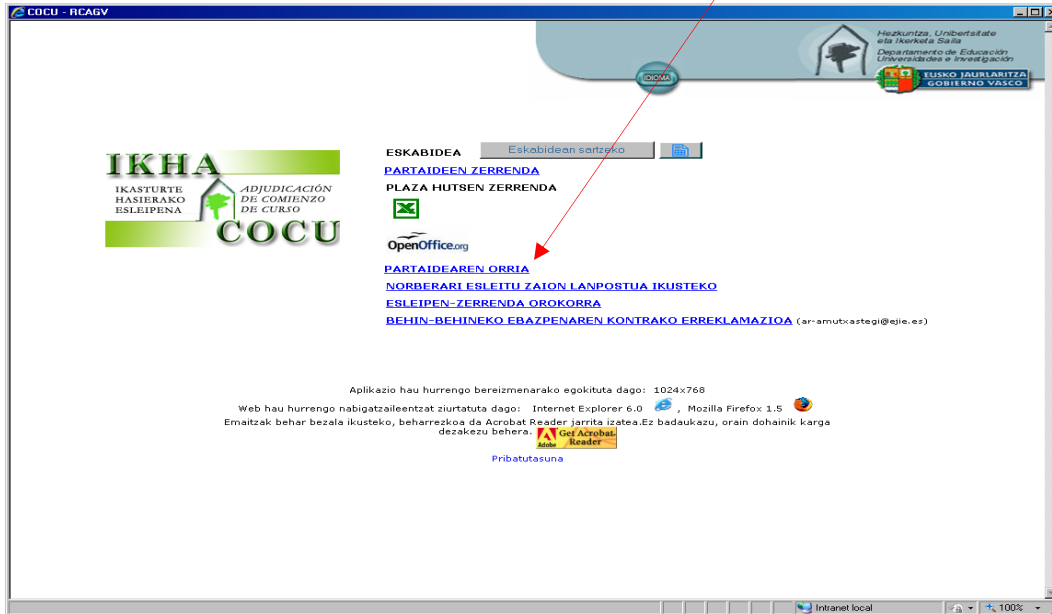 COCU - RCAGV
Hezkuntza, Unibertsitate
eta Ikerketa Saila
Departamento de Educación
Universidades e Investigación
IDIOMA
EUSKO JAURLARITZA
GOBIERNO VASCO
ESKABIDEA Eskabidean sartzeko
PARTAIDEEN ZERRENDA
PLAZA HUTSEN ZERRENDA
IKHA
IKASTURTE
HASIERAKO
ESLEIPENA
ADJUDICACIÓN
DE COMIENZO
DE CURSO
COCU
OpenOffice.org
PARTAIDEAREN ORRIA
NORBERARI ESLEITU ZAION LANPOSTUA IKUSTEKO
ESLEIPEN-ZERRENDA OROKORRA
BEHIN-BEHINEKO EBAZPENAREN KONTRAKO ERREKLAMAZIOA (ar-amutxastegi@ejie.es)
Aplikazio hau hurrengo bereizmenarako egokituta dago: 1024x768
Web hau hurrengo nabigatzaileentzat ziurtatuta dago: Internet Explorer 6.0 , Mozilla Firefox 1.5
Emaitzak behar bezala ikusteko, beharrezkoa da Acrobat Reader jarrita izatea.Ez badaukazu, orain dohainik karga
dezakezu behera. Get Acrobat Reader Adobe
Pribatutasuna
Intranet local 100%